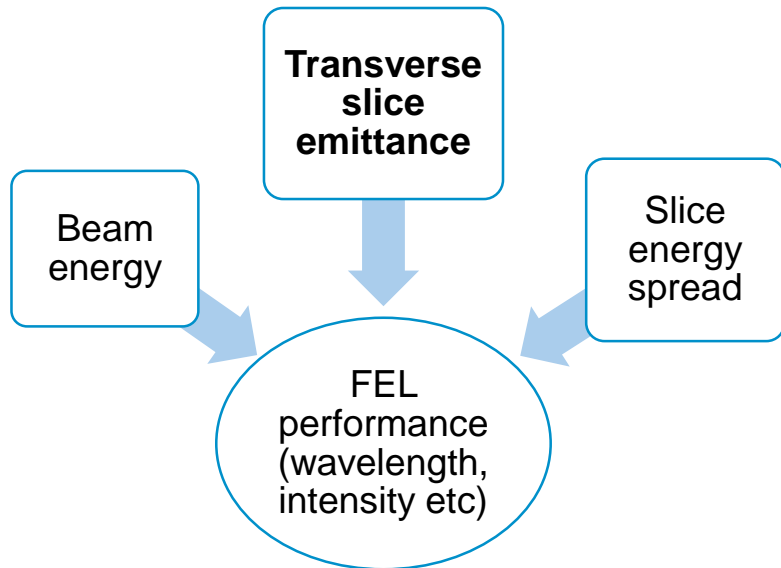 Transverse
slice
emittance
Beam
energy
Slice
energy
spread
FEL
performance
(wavelength,
intensity etc)